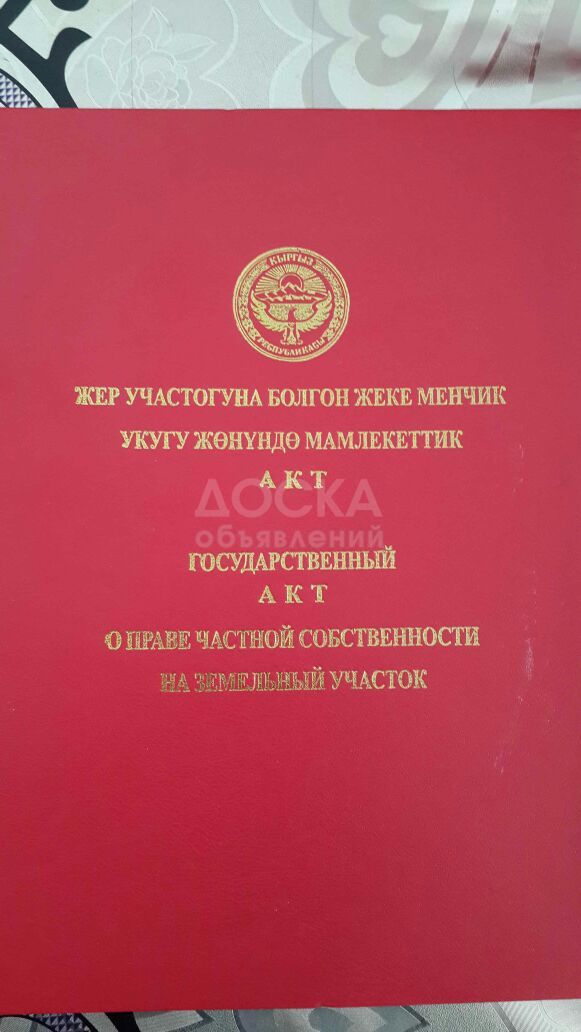 КЫРГЫЗ
РЕСПУБЛИКАСЫ
ЖЕР УЧАСТОГУНА БОЛГОН ЖЕКЕ МЕНЧИК
УКУГУ ЖӨНҮНДӨ МАМЛЕКЕТТИК
АКТ
ДОСКА
объявлений
ГОСУДАРСТВЕННЫЙ
АКТ
О ПРАВЕ ЧАСТНОЙ СОБСТВЕННОСТИ
НА ЗЕМЕЛЬНЫЙ УЧАСТОК